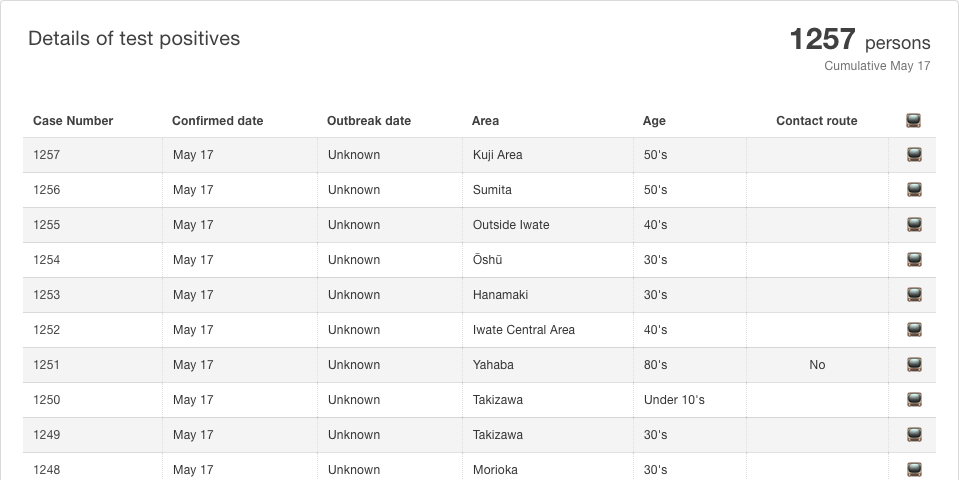 Details of test positives
1257 persons
Cumulative May 17
Case Number Confirmed date Outbreak date Area Age Contact route
1257 May 17 Unknown Kuji Area 50's
1256 May 17 Unknown Sumita 50's
1255 May 17 Unknown Outside Iwate 40's
1254 May 17 Unknown Ōshū 30's
1253 May 17 Unknown Hanamaki 30's
1252 May 17 Unknown Iwate Central Area 40's
1251 May 17 Unknown Yahaba 80's No
1250 May 17 Unknown Takizawa Under 10's
1249 May 17 Unknown Takizawa 30's
1248 May 17 Unknown Morioka 30's